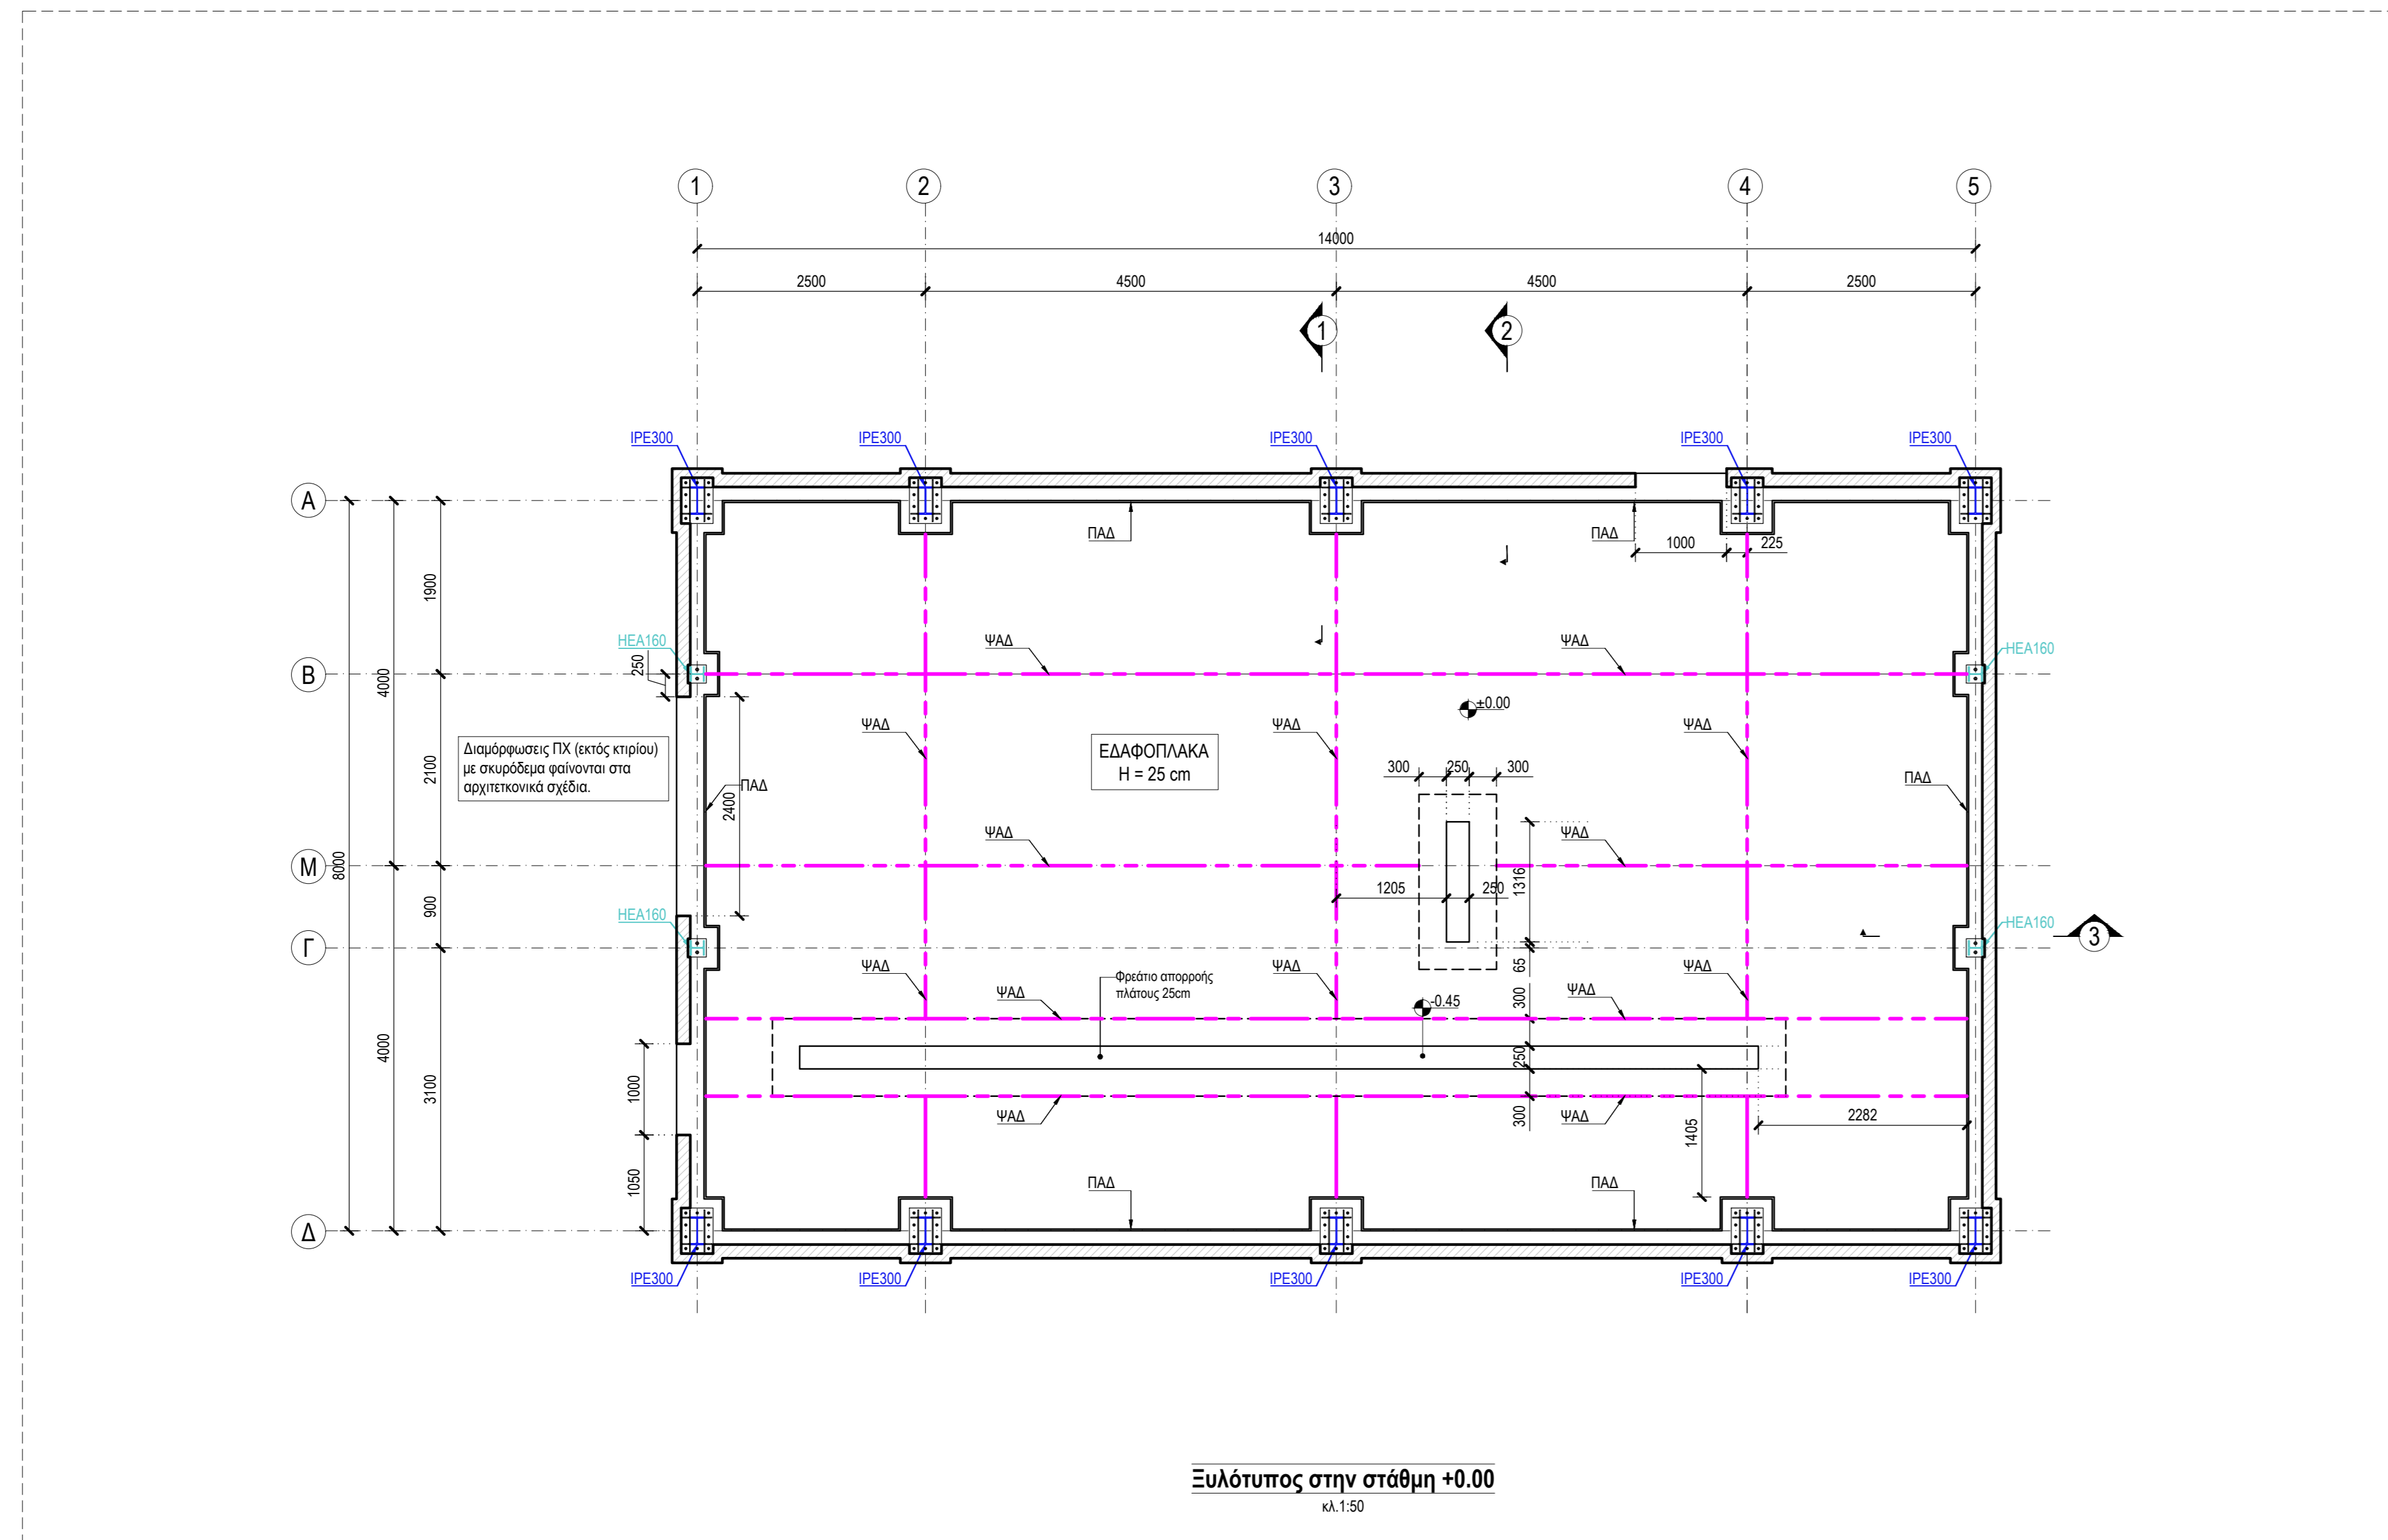 1 2 3 4 5
14000
2500 4500 4500 2500
1 2
IPE300 IPE300 IPE300 IPE300 IPE300
Α
ΠΑΔ ΠΑΔ
1000 225
1900
HEA160 ΨΑΔ ΨΑΔ HEA160
250
Β
4000
±0.00
ΨΑΔ ΨΑΔ ΨΑΔ
Διαμόρφωσεις ΠΧ (εκτός κτιρίου)
με σκυρόδεμα φαίνονται στα
αρχιτετκονικά σχέδια.
ΕΔΑΦΟΠΛΑΚΑ
H = 25 cm
300 250 300
2100
ΠΑΔ ΠΑΔ
2400
ΨΑΔ ΨΑΔ
Μ
8000
1316
1205 250
900
HEA160 HEA160
Γ
3
65
ΨΑΔ ΨΑΔ ΨΑΔ
Φρεάτιο απορροής
πλάτους 25cm
ΨΑΔ ΨΑΔ
300
-0.45
4000
250
1000
3100
300
ΨΑΔ ΨΑΔ
1405
2282
1050
ΠΑΔ ΠΑΔ
Δ
IPE300 IPE300 IPE300 IPE300 IPE300
Ξυλότυπος στην στάθμη +0.00
κλ.1:50